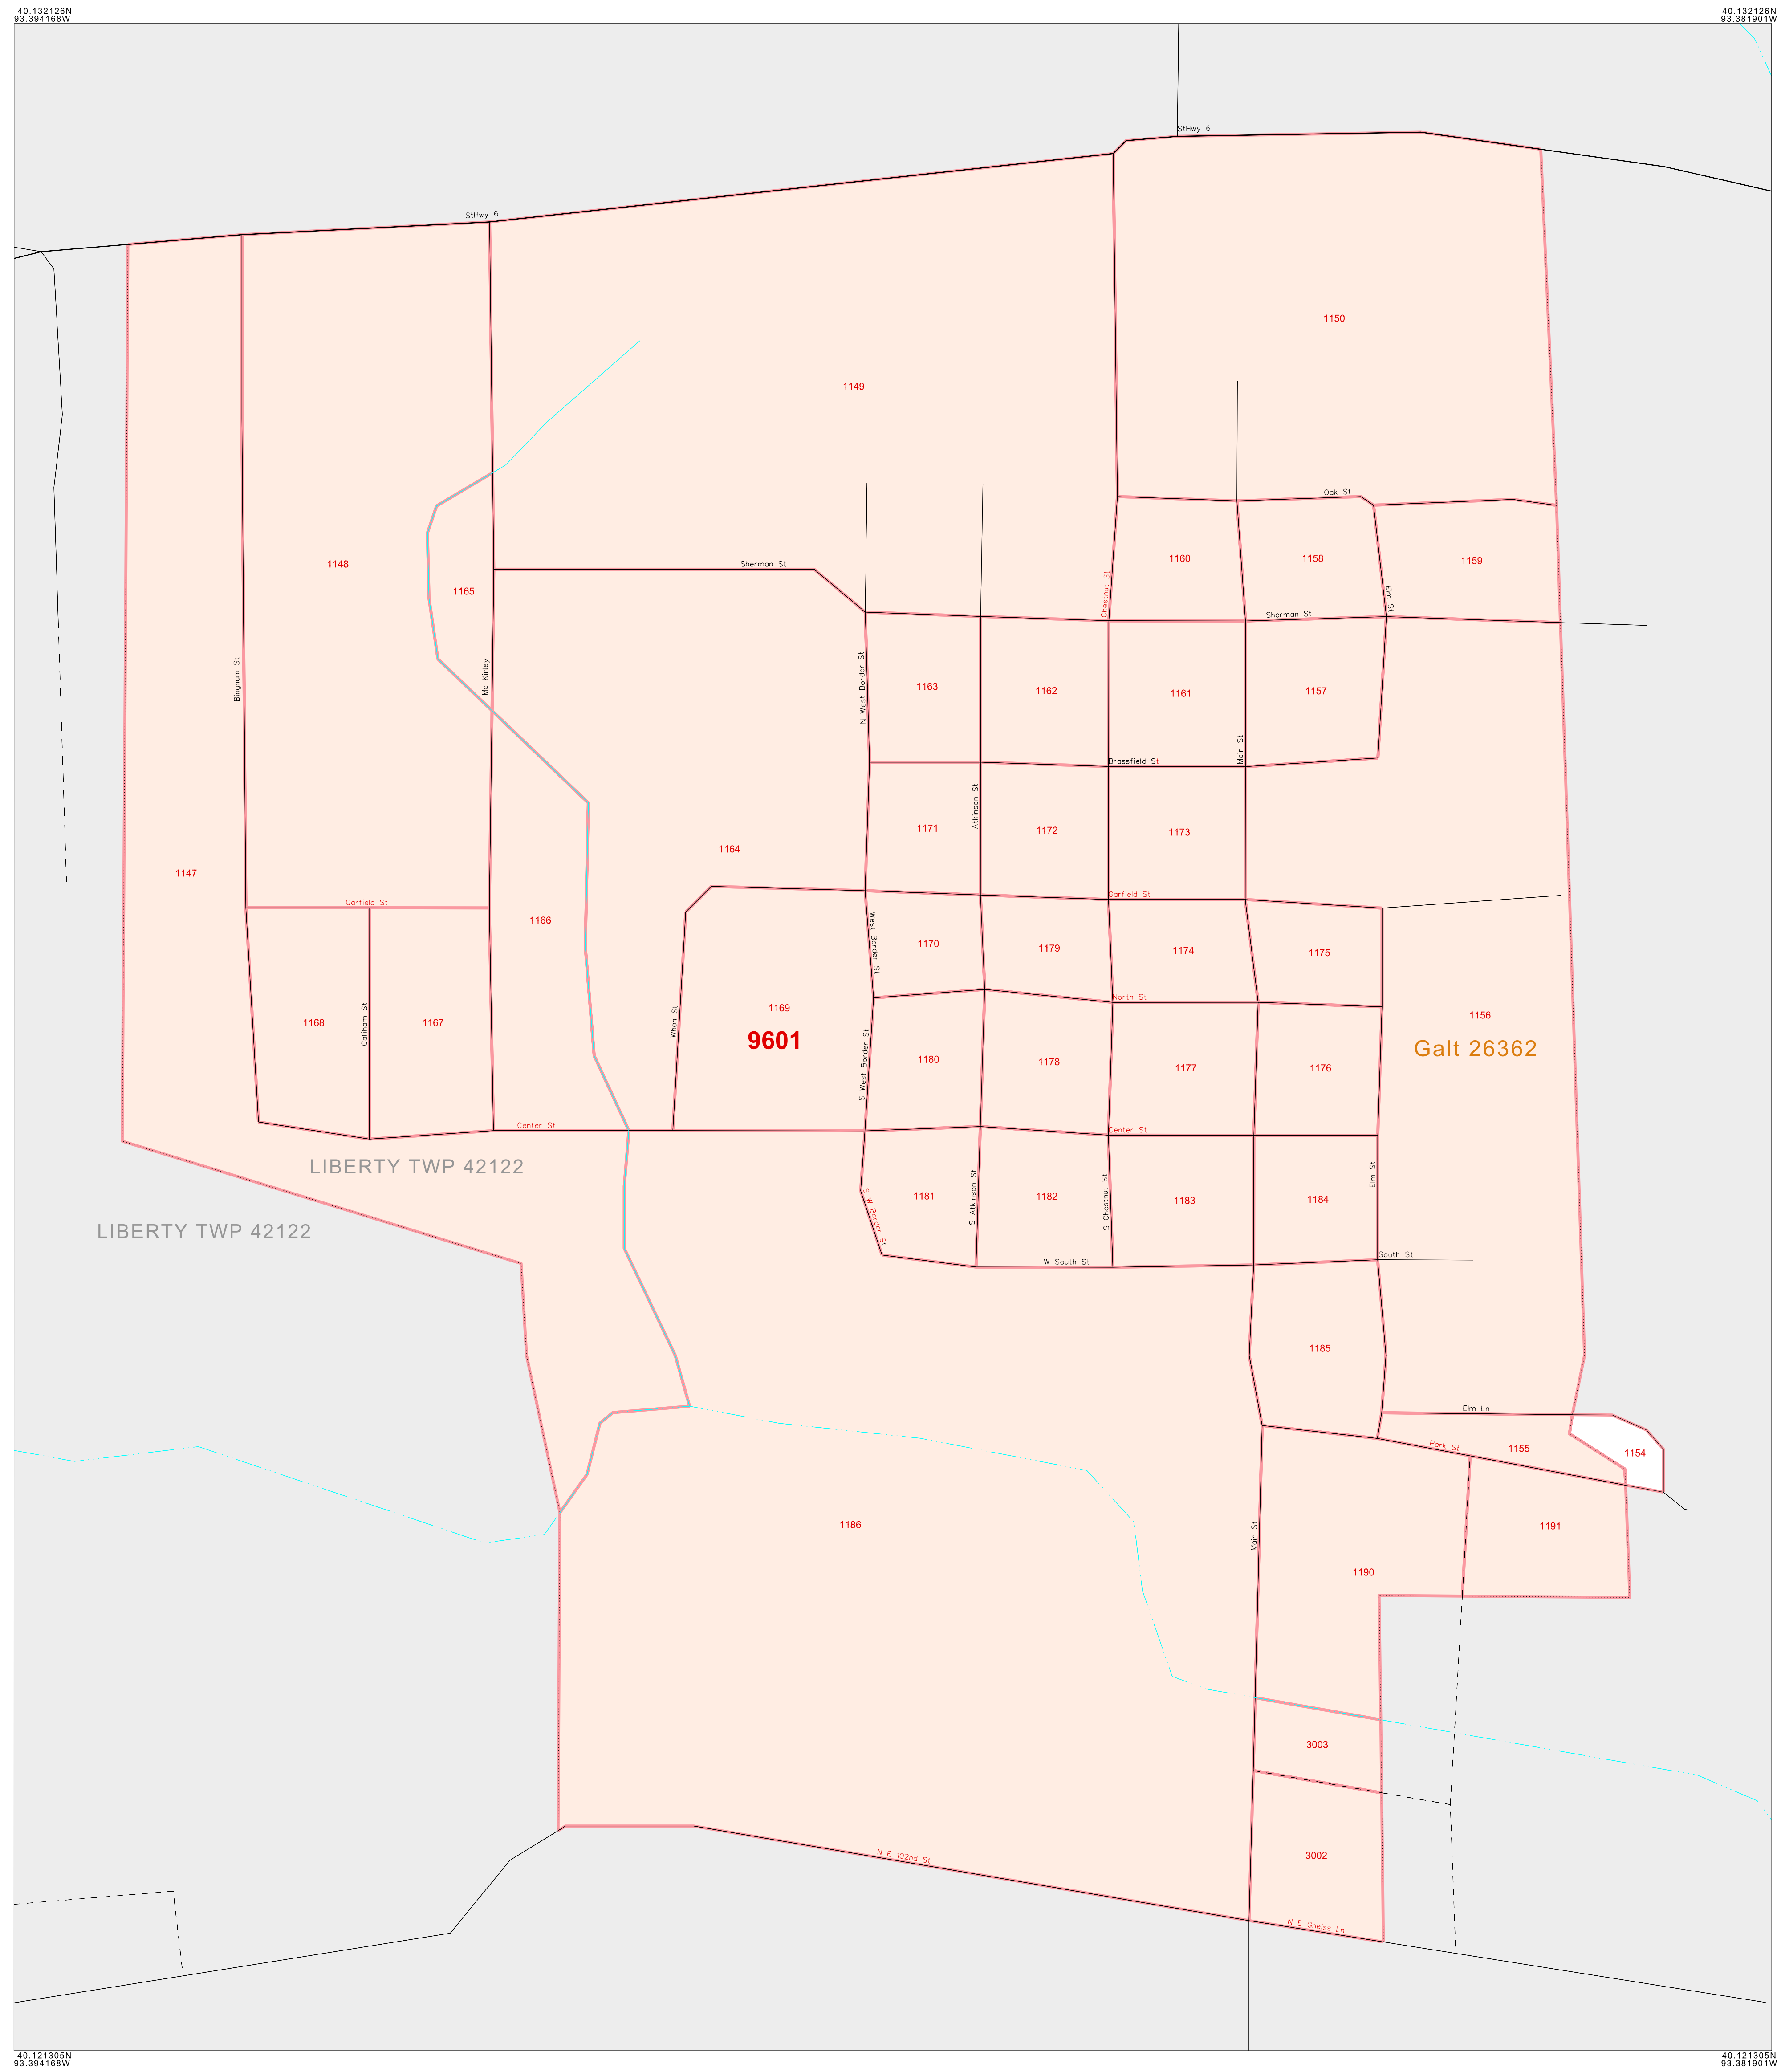 40.132126N
93.394168W
40.132126N
93.381901W
StHwy 6
StHwy 6
1150
1149
Oak St
1148
1165
Sherman St
1160
1158
1159
Chestnut St
Elm St
Sherman St
Bingham St
Mc Kinley
N West Border St
1163
1162
1161
1157
Main St
Brassfield St
Atkinson St
1171
1172
1173
1164
1147
Garfield St
Garfield St
1166
West Border St
1170
1179
1174
1175
North St
1168
Callham St
1167
Whan St
1169
9601
S West Border St
1180
1178
1177
1176
1156
Galt 26362
Center St
Center St
LIBERTY TWP 42122
LIBERTY TWP 42122
S W Border St
1181
S Atkinson St
1182
S Chestnut St
1183
1184
Elm St
W South St
South St
1185
Elm Ln
Park St
1155
1154
1186
Main St
1191
1190
3003
3002
N E 102nd St
N E Gneiss Ln
40.121305N
93.394168W
40.121305N
93.381901W